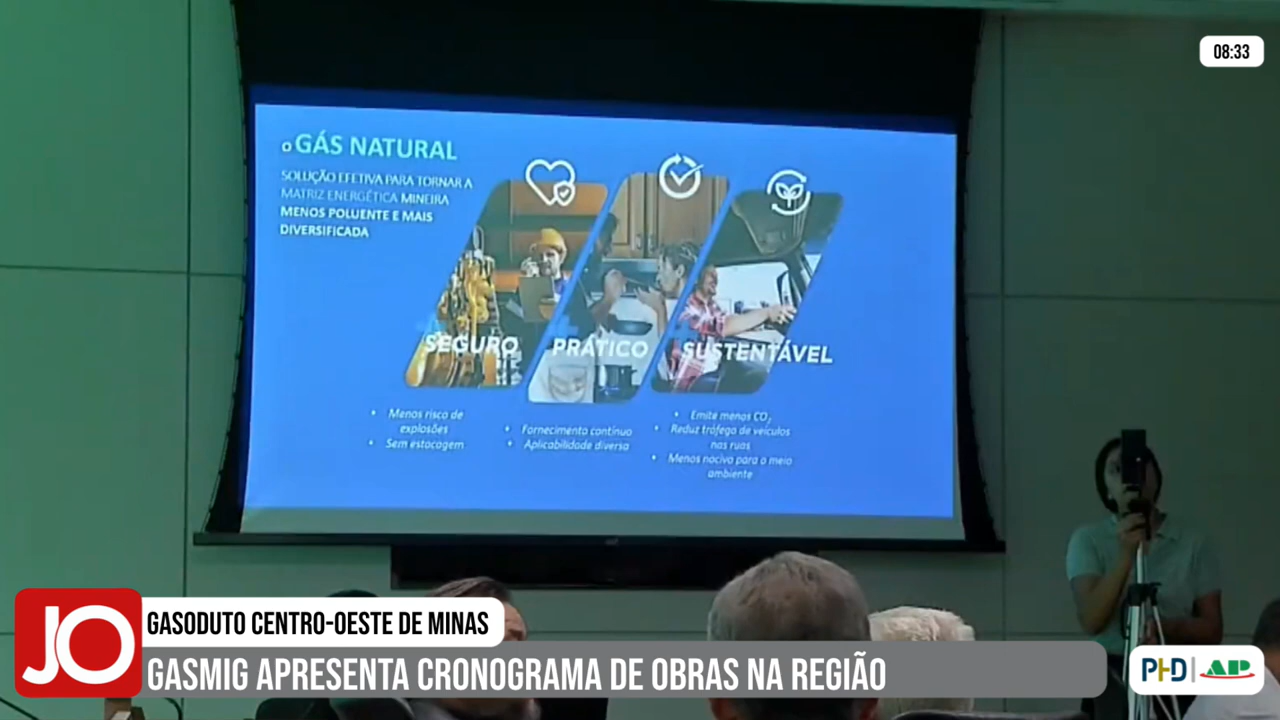 08:33
O GÁS NATURAL
SOLUÇÃO EFETIVA PARA TORNAR A
MATRIZ ENERGÉTICA MINEIRA
MENOS POLUENTE E MAIS
DIVERSIFICADA
SEGURO
PRÁTICO
SUSTENTÁVEL
• Menos risco de
explosões
• Sem estocagem
• Fornecimento contínuo
• Aplicabilidade diversa
• Emite menos CO₂
• Reduz tráfego de veículos
nas ruas
• Menos nocivo para o meio
ambiente
JO
GASODUTO CENTRO-OESTE DE MINAS
GASMIG APRESENTA CRONOGRAMA DE OBRAS NA REGIÃO
PHD | AP